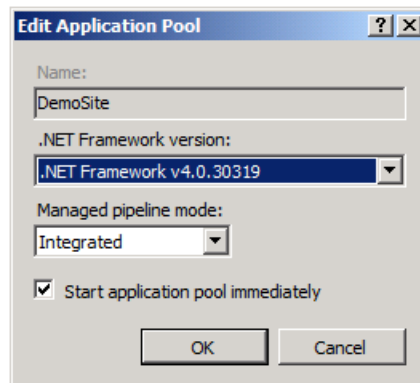 Edit Application Pool
Name:
DemoSite
.NET Framework version:
.NET Framework v4.0.30319
Managed pipeline mode:
Integrated
Start application pool immediately
OK Cancel